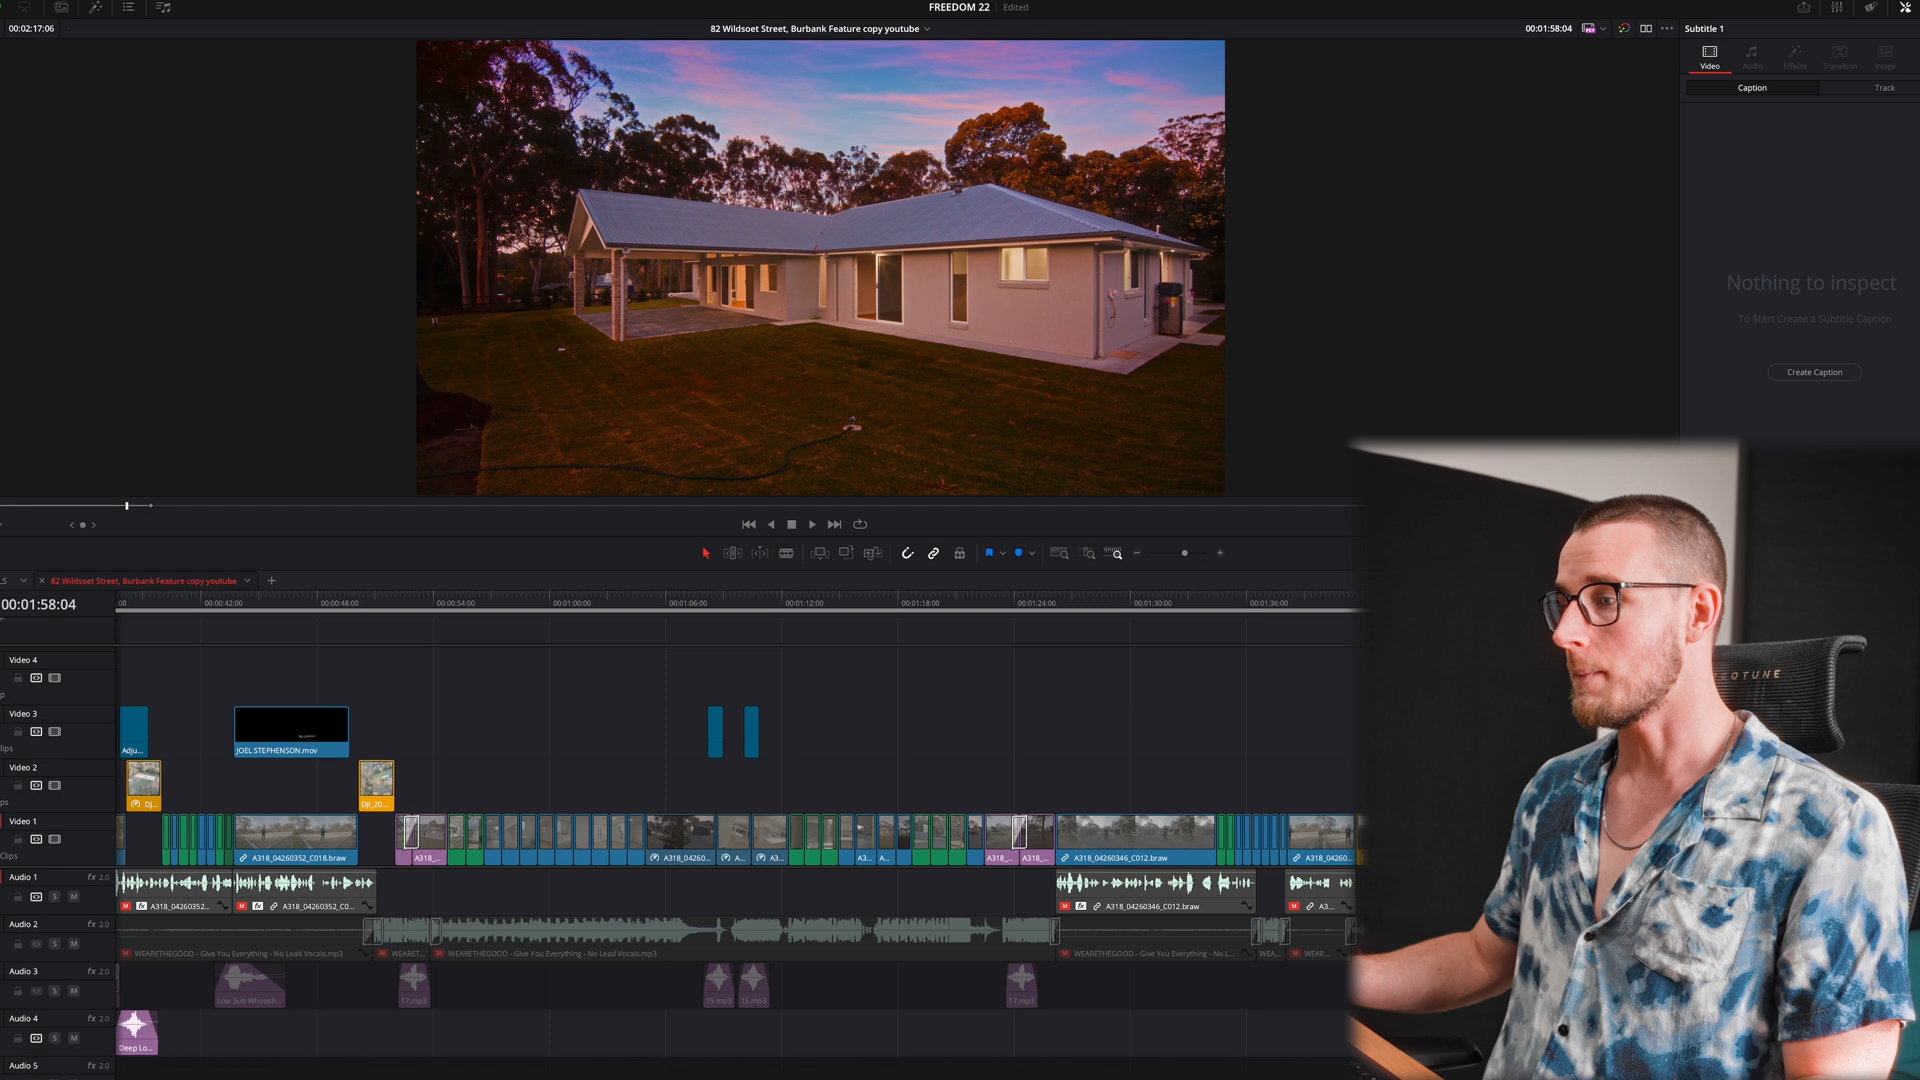 FREEDOM 22 Edited
00:02:17:06
82 Wildsoet Street, Burbank Feature copy youtube
00:01:58:04
Subtitle 1
Video Audio Effects Transition Image
Caption Track
Nothing to inspect
To Start Create a Subtitle Caption
Create Caption
LS
82 Wildsoet Street, Burbank Feature copy youtube
00:01:58:04
:00 00:00:42:00 00:00:48:00 00:00:54:00 00:01:00:00 00:01:06:00 00:01:12:00 00:01:18:00 00:01:24:00 00:01:30:00 00:01:36:00
Video 4
Video 3
lips
Adju...
JOEL STEPHENSON.mov
Video 2
ps
DJ...
DJI_20...
Video 1
Clips
A318_04260352_C018.braw
A318_...
A318_04260...
A...
A3...
A3...
A...
A318_...
A318_...
A318_04260346_C012.braw
A318_04260...
Audio 1 fx 2.0
S M
M fx A318_04260352...
M fx A318_04260352_C0...
M fx A318_04260346_C012.braw
M A3...
Audio 2 fx 2.0
S M
M WEARETHEGOOD - Give You Everything - No Lead Vocals.mp3
M WEARET...
M WEARETHEGOOD - Give You Everything - No Lead Vocals.mp3
M WEARETHEGOOD - Give You Everything - No L...
WEA...
M WEAR...
Audio 3 fx 2.0
S M
Low Sub Whoosh...
17.mp3
15.mp3
15.mp3
17.mp3
Audio 4 fx 2.0
S M
Deep Lo...
Audio 5 fx 2.0